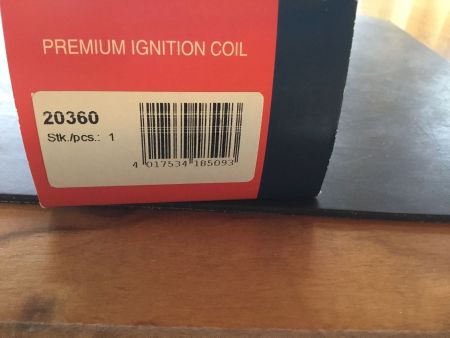 PREMIUM IGNITION COIL
20360
Stk./pcs.: 1
4 017534 185093